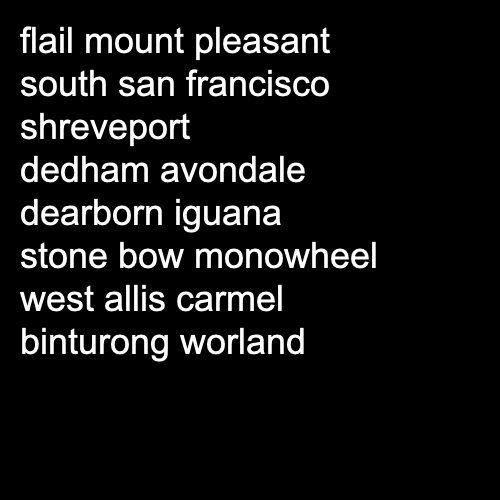 flail mount pleasant
south san francisco
shreveport
dedham avondale
dearborn iguana
stone bow monowheel
west allis carmel
binturong worland